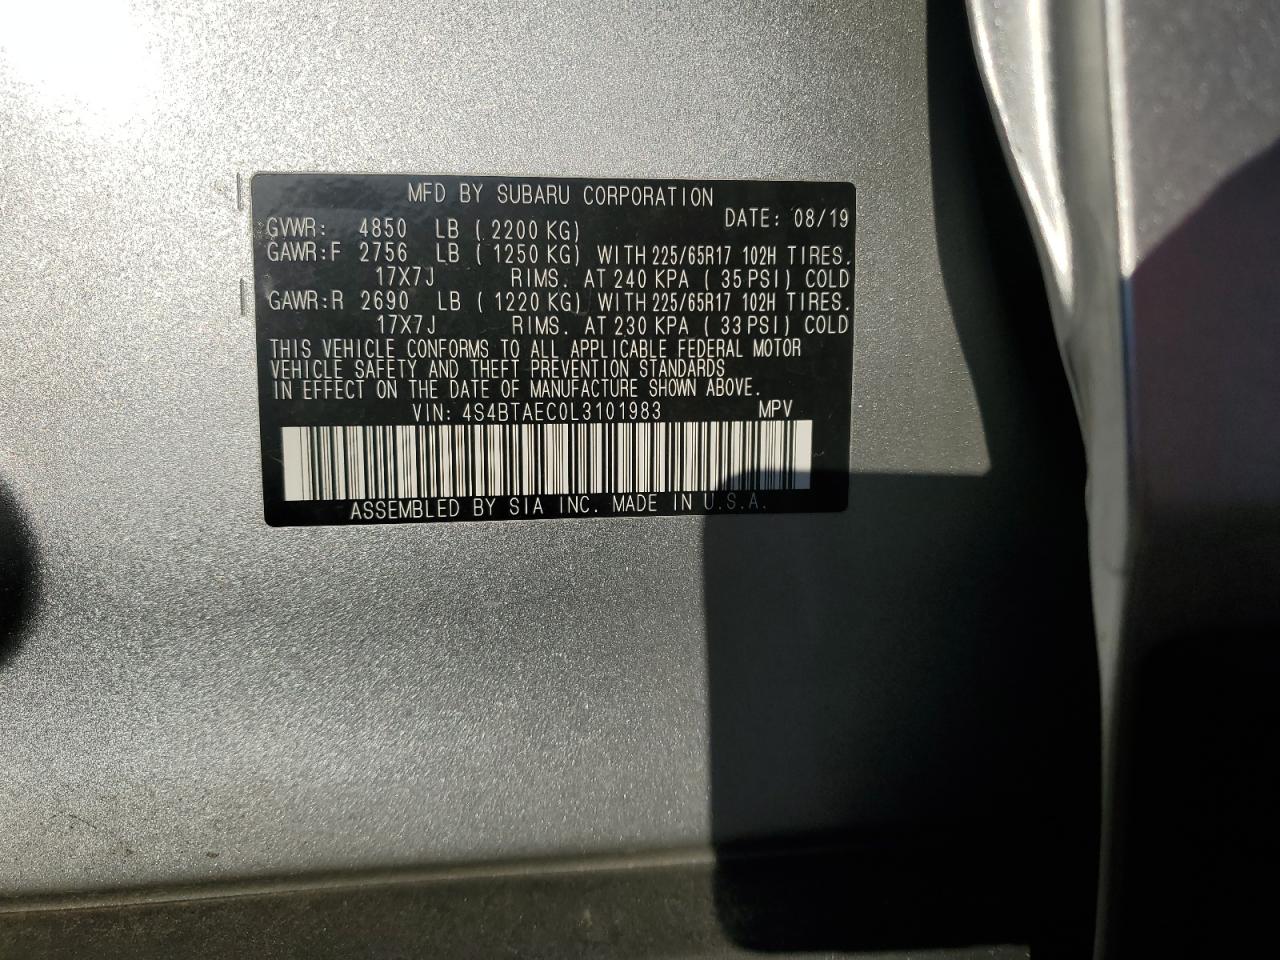 MFD BY SUBARU CORPORATION
DATE: 08/19
GVWR: 4850 LB ( 2200 KG)
GAWR:F 2756 LB ( 1250 KG) WITH 225/65R17 102H TIRES.
17X7J RIMS. AT 240 KPA ( 35 PSI) COLD
GAWR:R 2690 LB ( 1220 KG) WITH 225/65R17 102H TIRES.
17X7J RIMS. AT 230 KPA ( 33 PSI) COLD
THIS VEHICLE CONFORMS TO ALL APPLICABLE FEDERAL MOTOR
VEHICLE SAFETY AND THEFT PREVENTION STANDARDS
IN EFFECT ON THE DATE OF MANUFACTURE SHOWN ABOVE.
VIN: 4S4BTAEC0L3101983 MPV
ASSEMBLED BY SIA INC. MADE IN U.S.A.